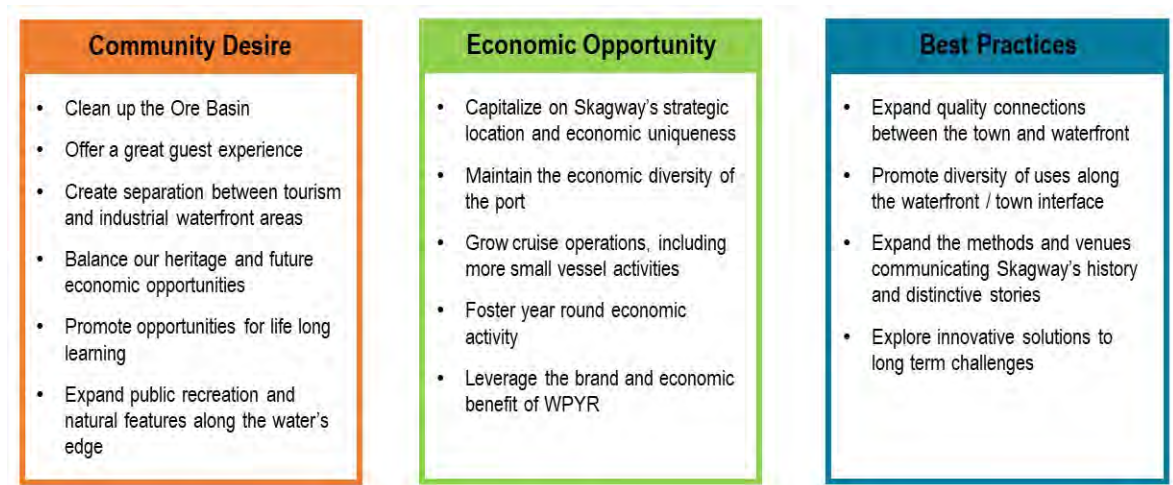 Community Desire
• Clean up the Ore Basin
• Offer a great guest experience
• Create separation between tourism
and industrial waterfront areas
• Balance our heritage and future
economic opportunities
• Promote opportunities for life long
learning
• Expand public recreation and
natural features along the water's
edge
Economic Opportunity
• Capitalize on Skagway's strategic
location and economic uniqueness
• Maintain the economic diversity of
the port
• Grow cruise operations, including
more small vessel activities
• Foster year round economic
activity
• Leverage the brand and economic
benefit of WPYR
Best Practices
• Expand quality connections
between the town and waterfront
• Promote diversity of uses along
the waterfront / town interface
• Expand the methods and venues
communicating Skagway's history
and distinctive stories
• Explore innovative solutions to
long term challenges